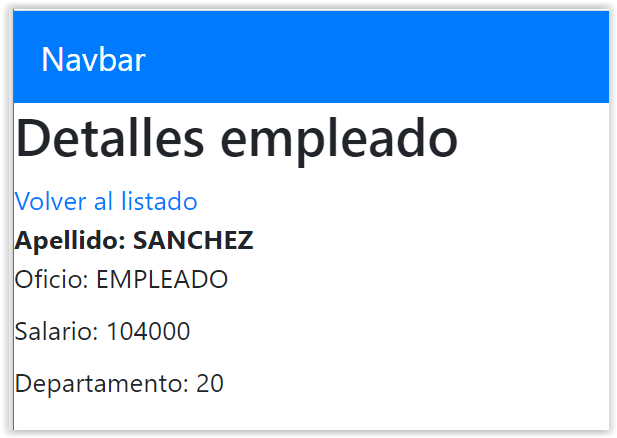 Navbar
Detalles empleado
Volver al listado
Apellido: SANCHEZ
Oficio: EMPLEADO
Salario: 104000
Departamento: 20